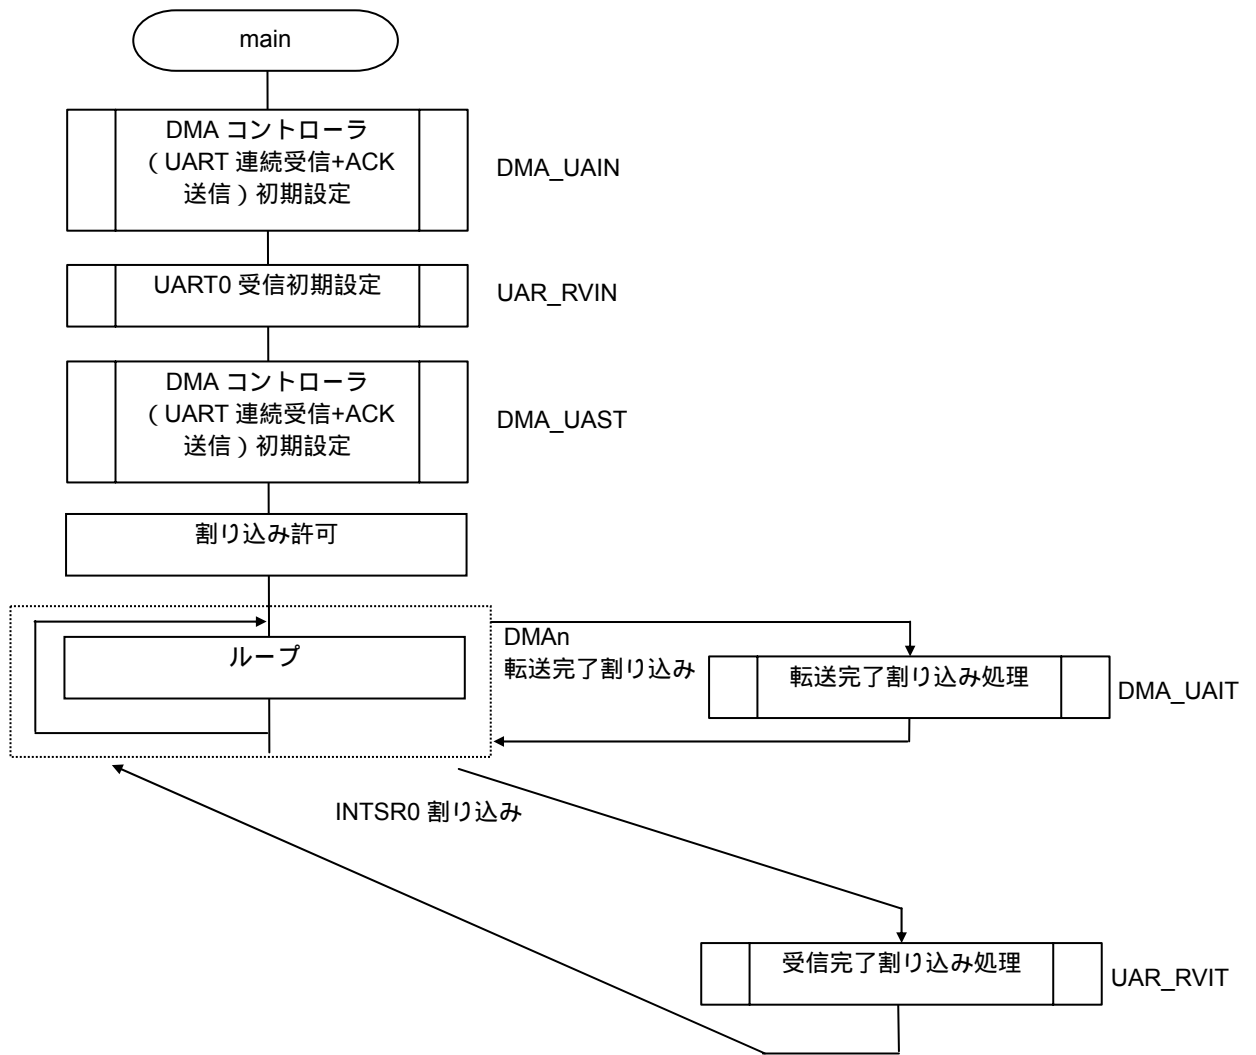 main
DMA コントローラ
（UART 連続受信+ACK
送信）初期設定
DMA_UAIN
UART0 受信初期設定
UAR_RVIN
DMA コントローラ
（UART 連続受信+ACK
送信）初期設定
DMA_UAST
割り込み許可
ループ
DMAn
転送完了割り込み
転送完了割り込み処理
DMA_UAIT
INTSR0 割り込み
受信完了割り込み処理
UAR_RVIT